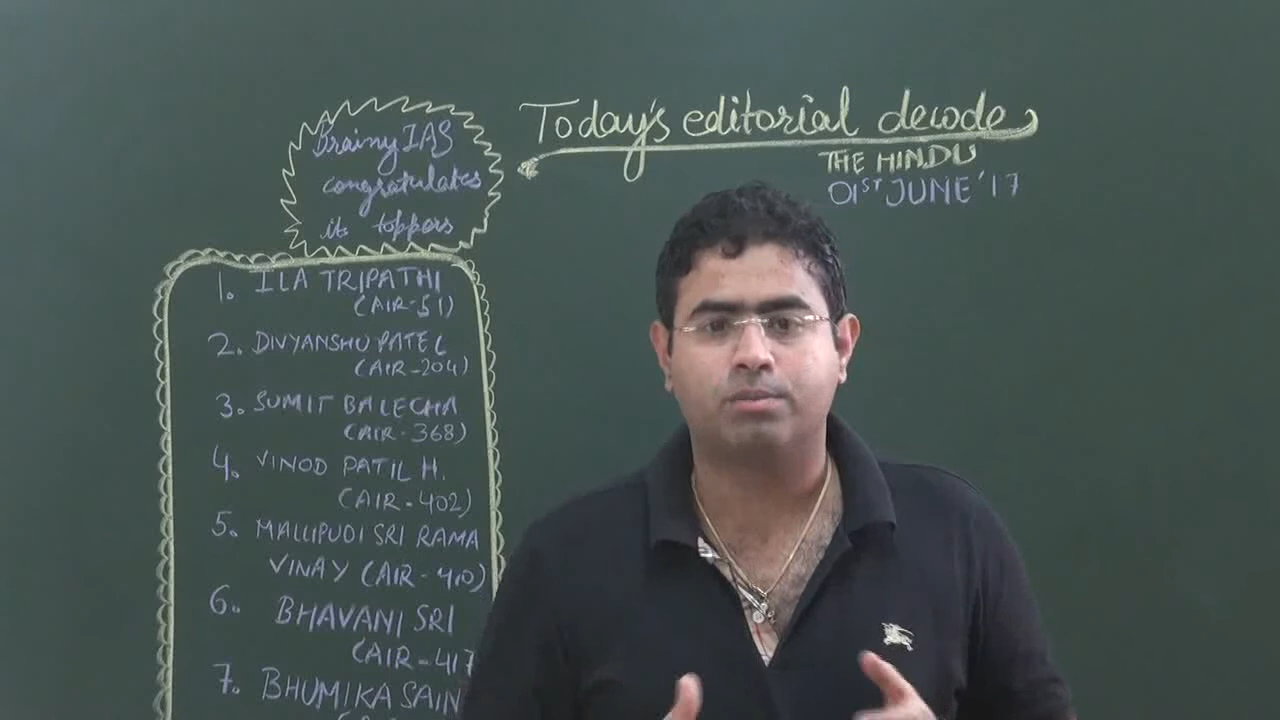 Today's editorial decode
THE HINDU
01ST JUNE '17
Brainy IAS
congratulates
its toppers
1. ILA TRIPATHI
(AIR-51)
2. DIVYANSHU PATEL
(AIR-204)
3. SUMIT BALECHA
(AIR-368)
4. VINOD PATIL H.
(AIR-402)
5. MALLIPUDI SRI RAMA
VINAY (AIR-410)
6. BHAVANI SRI
(AIR-417
7. BHUMIKA SAIN